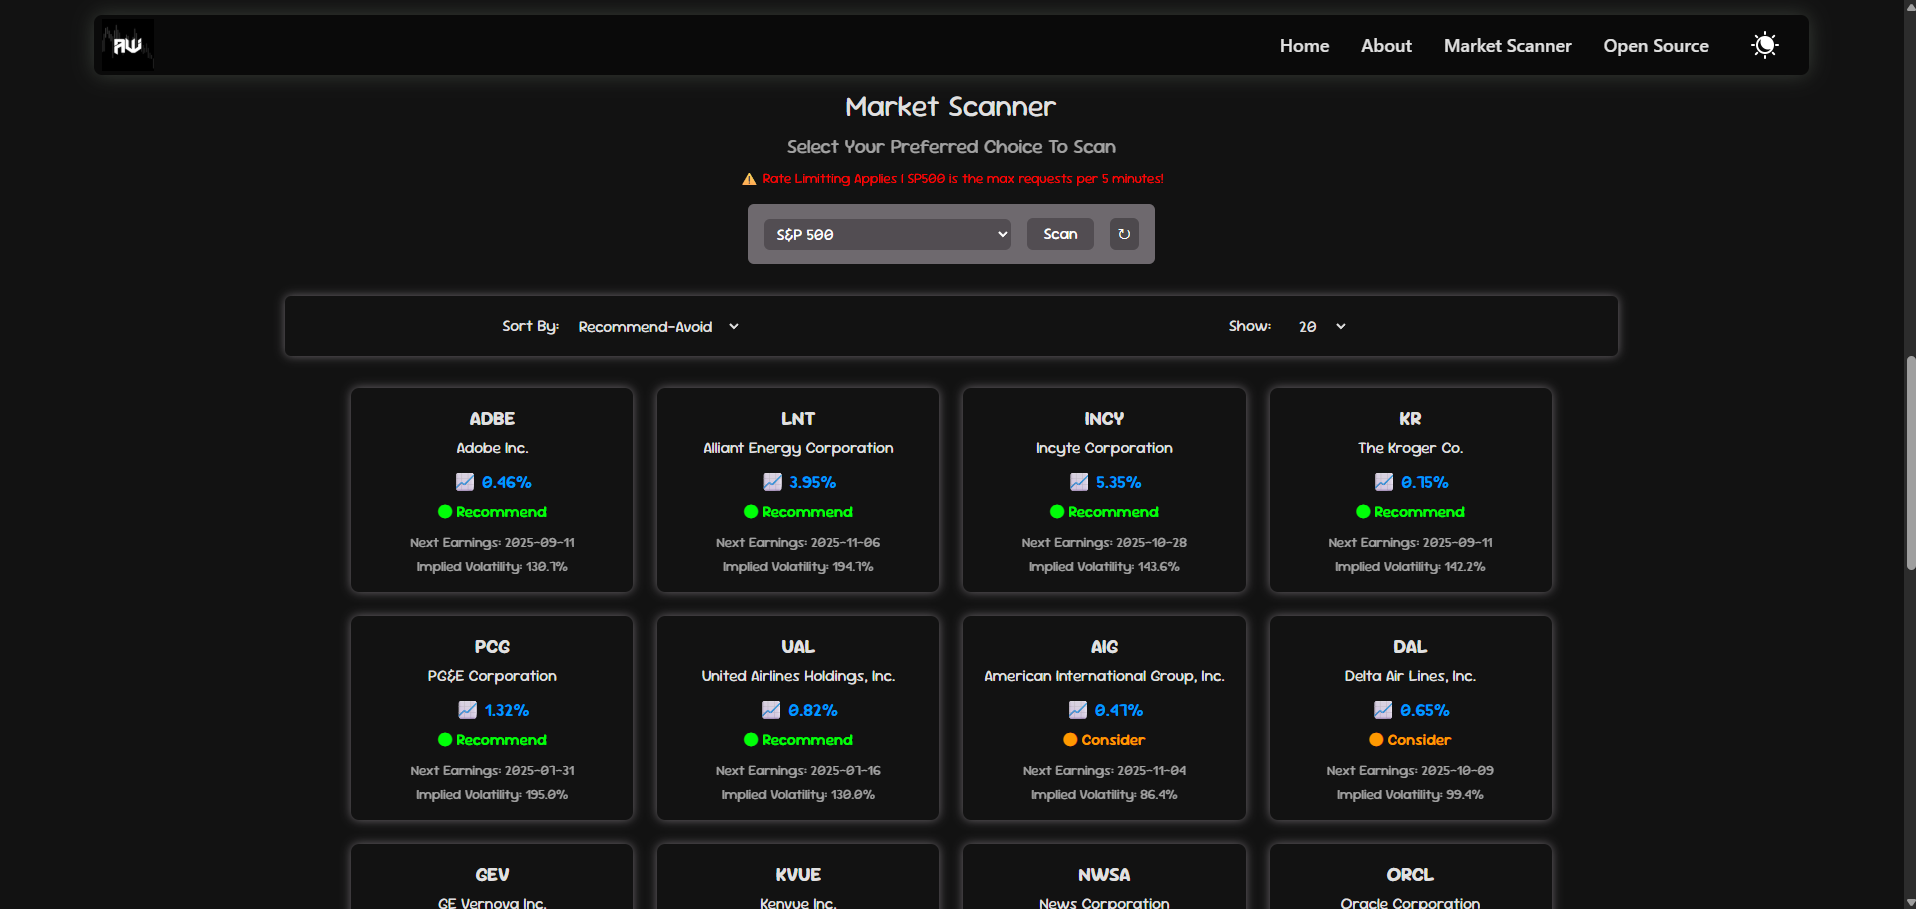 AW
Home About Market Scanner Open Source
Market Scanner
Select Your Preferred Choice To Scan
⚠ Rate Limitting Applies | SP500 is the max requests per 5 minutes!
S&P 500 Scan ↻
Sort By: Recommend-Avoid Show: 20
ADBE
Adobe Inc.
0.46%
Recommend
Next Earnings: 2025-09-11
Implied Volatility: 130.7%
LNT
Alliant Energy Corporation
3.95%
Recommend
Next Earnings: 2025-11-06
Implied Volatility: 194.7%
INCY
Incyte Corporation
5.35%
Recommend
Next Earnings: 2025-10-28
Implied Volatility: 143.6%
KR
The Kroger Co.
0.75%
Recommend
Next Earnings: 2025-09-11
Implied Volatility: 142.2%
PCG
PG&E Corporation
1.32%
Recommend
Next Earnings: 2025-07-31
Implied Volatility: 195.0%
UAL
United Airlines Holdings, Inc.
0.82%
Recommend
Next Earnings: 2025-07-16
Implied Volatility: 130.0%
AIG
American International Group, Inc.
0.47%
Consider
Next Earnings: 2025-11-04
Implied Volatility: 86.4%
DAL
Delta Air Lines, Inc.
0.65%
Consider
Next Earnings: 2025-10-09
Implied Volatility: 99.4%
GEV
GE Vernova Inc.
KVUE
Kenvue Inc.
NWSA
News Corporation
ORCL
Oracle Corporation